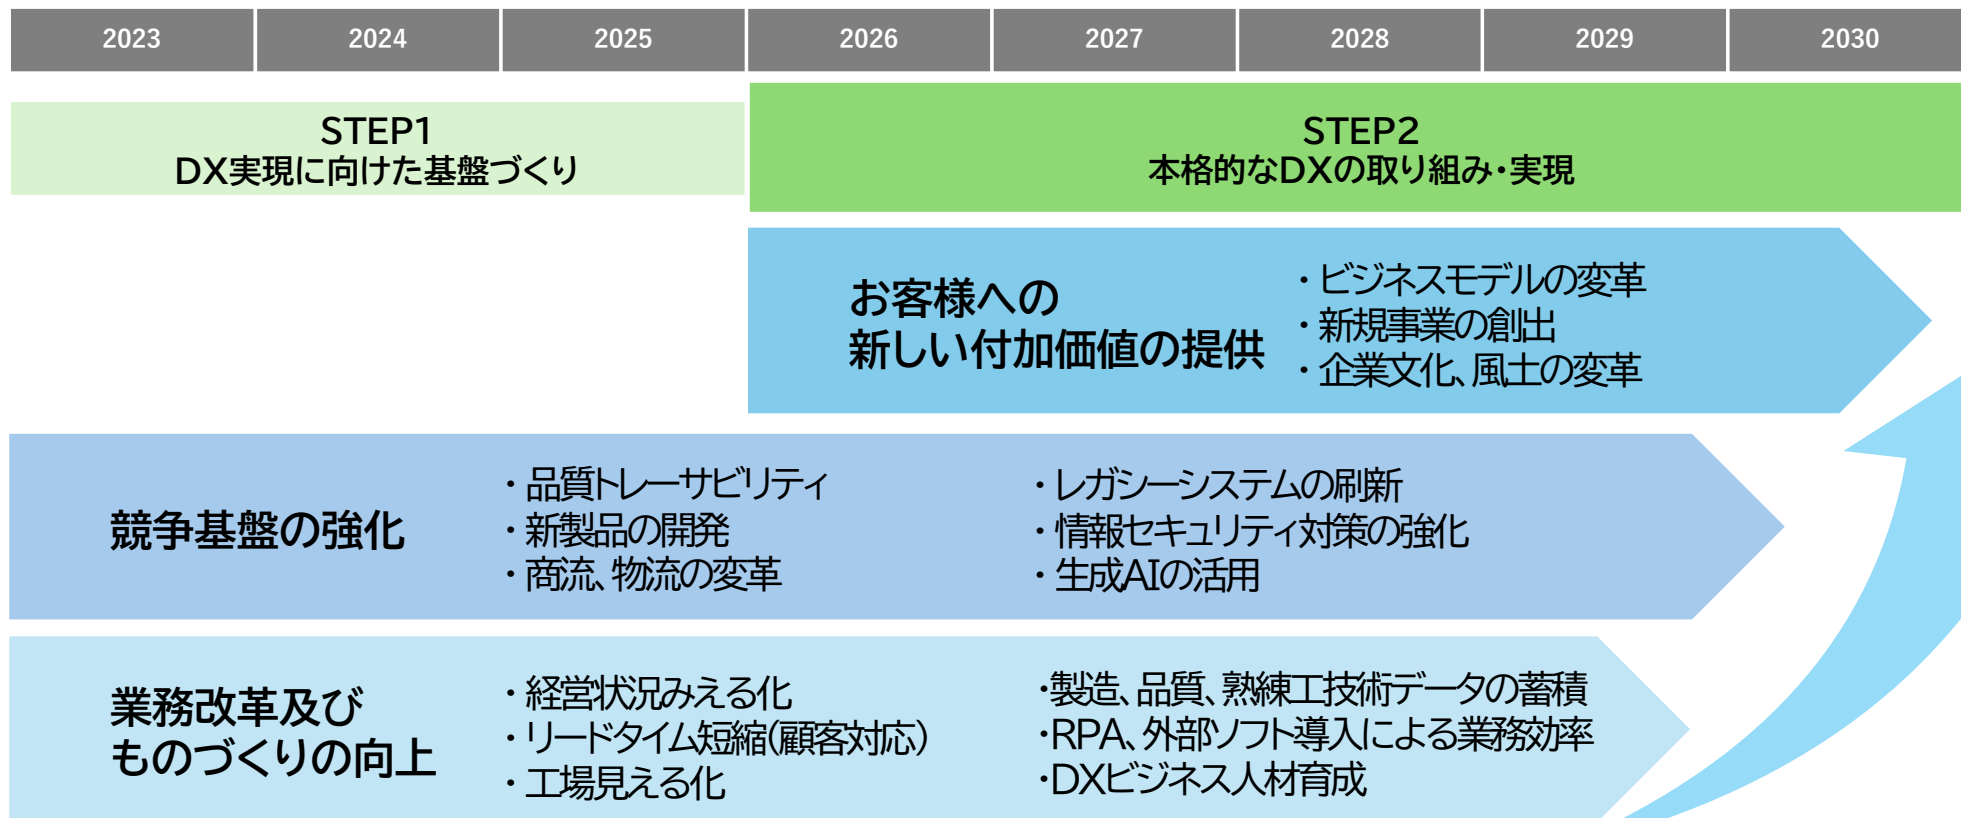 2023 2024 2025 2026 2027 2028 2029 2030
STEP1
DX実現に向けた基盤づくり
STEP2
本格的なDXの取り組み・実現
お客様への
新しい付加価値の提供
・ビジネスモデルの変革
・新規事業の創出
・企業文化、風土の変革
競争基盤の強化
・品質トレーサビリティ
・新製品の開発
・商流、物流の変革
・レガシーシステムの刷新
・情報セキュリティ対策の強化
・生成AIの活用
業務改革及び
ものづくりの向上
・経営状況みえる化
・リードタイム短縮(顧客対応)
・工場見える化
・製造、品質、熟練工技術データの蓄積
・RPA、外部ソフト導入による業務効率
・DXビジネス人材育成